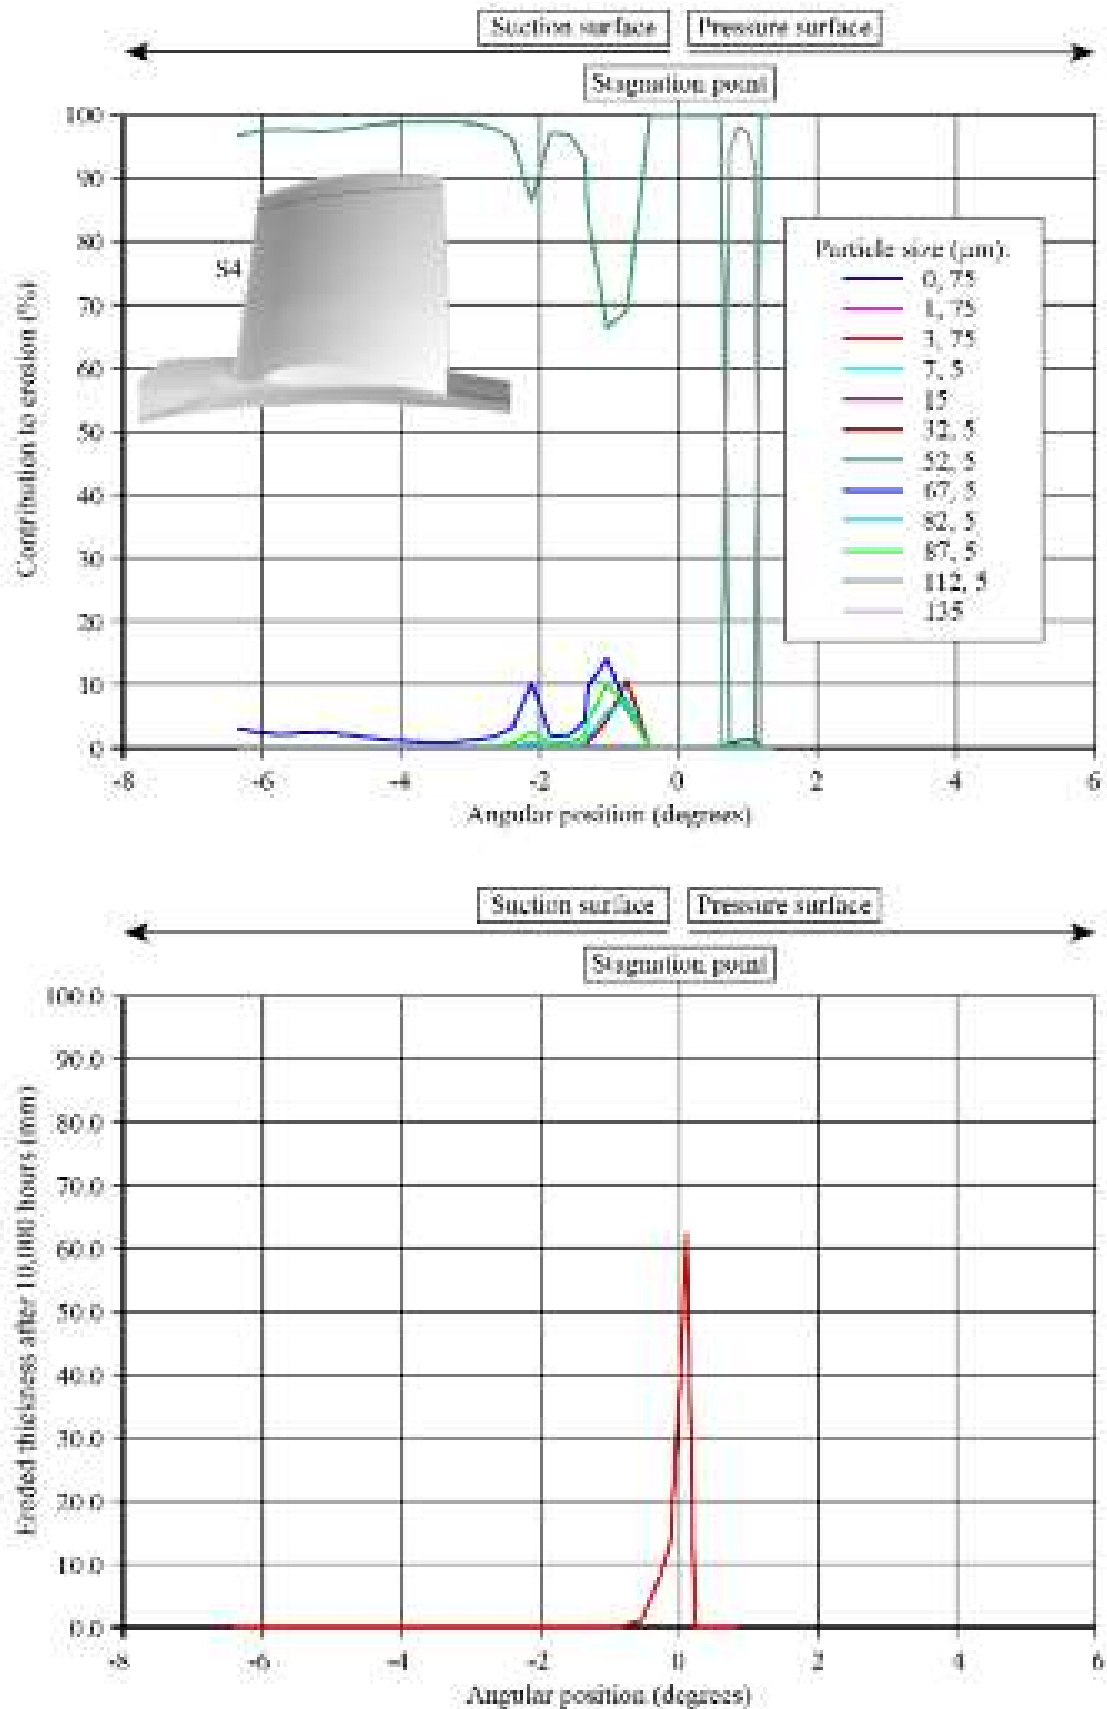 Suction surface Pressure surface
Stagnation point
100
90
80
70
60
50
40
30
20
10
0
Contribution to erosion (%)
S4
Particle size (µm):
0, 75
1, 75
3, 75
7, 5
15
32, 5
52, 5
67, 5
82, 5
87, 5
112, 5
135
-8 -6 -4 -2 0 2 4 6
Angular position (degrees)
Suction surface Pressure surface
Stagnation point
100.0
90.0
80.0
70.0
60.0
50.0
40.0
30.0
20.0
10.0
0.0
Eroded thickness after 10,000 hours (mm)
-8 -6 -4 -2 0 2 4 6
Angular position (degrees)